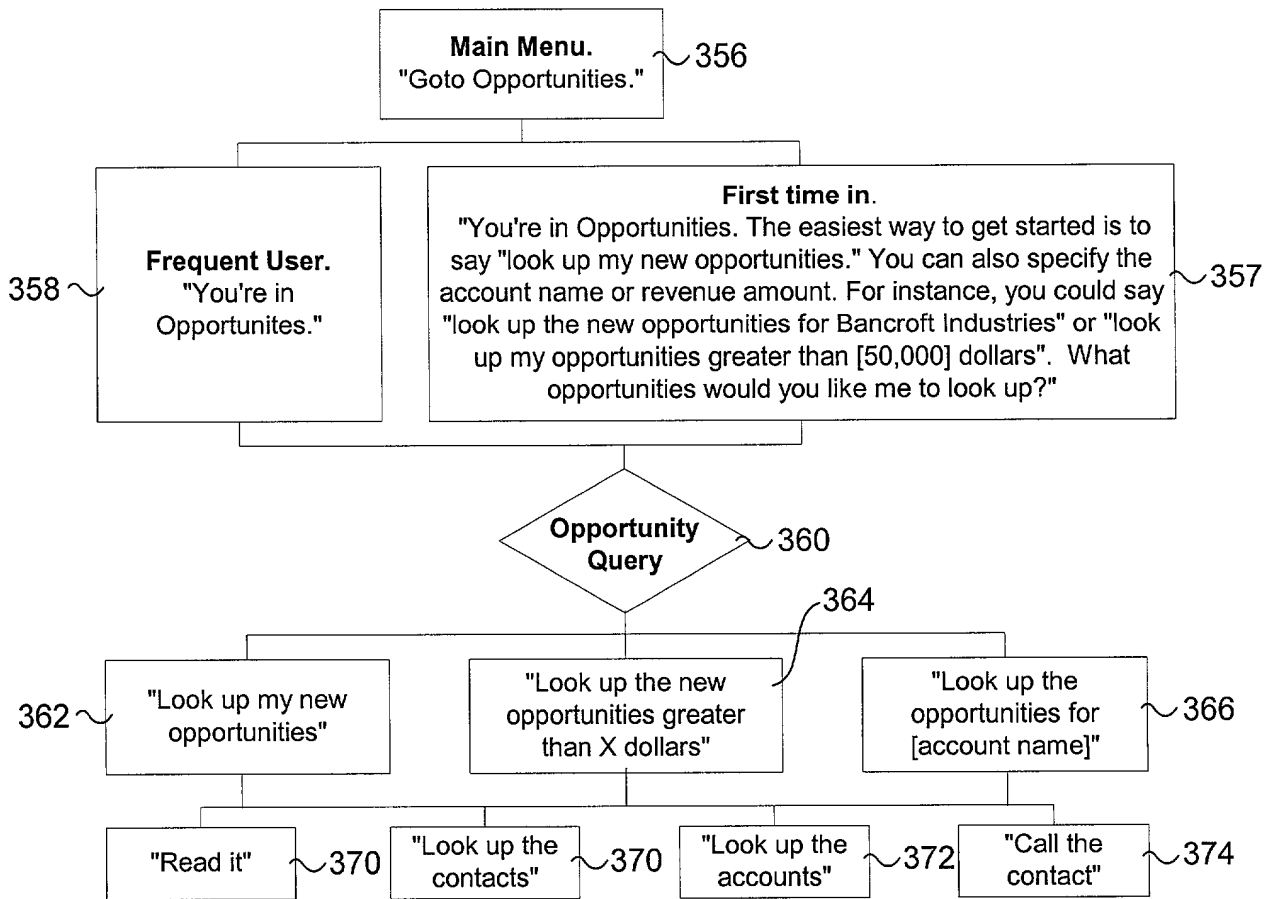 Main Menu.
"Goto Opportunities."
356
Frequent User.
"You're in
Opportunites."
358
First time in.
"You're in Opportunities. The easiest way to get started is to
say "look up my new opportunities." You can also specify the
account name or revenue amount. For instance, you could say
"look up the new opportunities for Bancroft Industries" or "look
up my opportunities greater than [50,000] dollars".  What
opportunities would you like me to look up?"
357
Opportunity
Query
360
364
362
"Look up my new
opportunities"
"Look up the new
opportunities greater
than X dollars"
"Look up the
opportunities for
[account name]"
366
"Read it"
370
"Look up the
contacts"
370
"Look up the
accounts"
372
"Call the
contact"
374